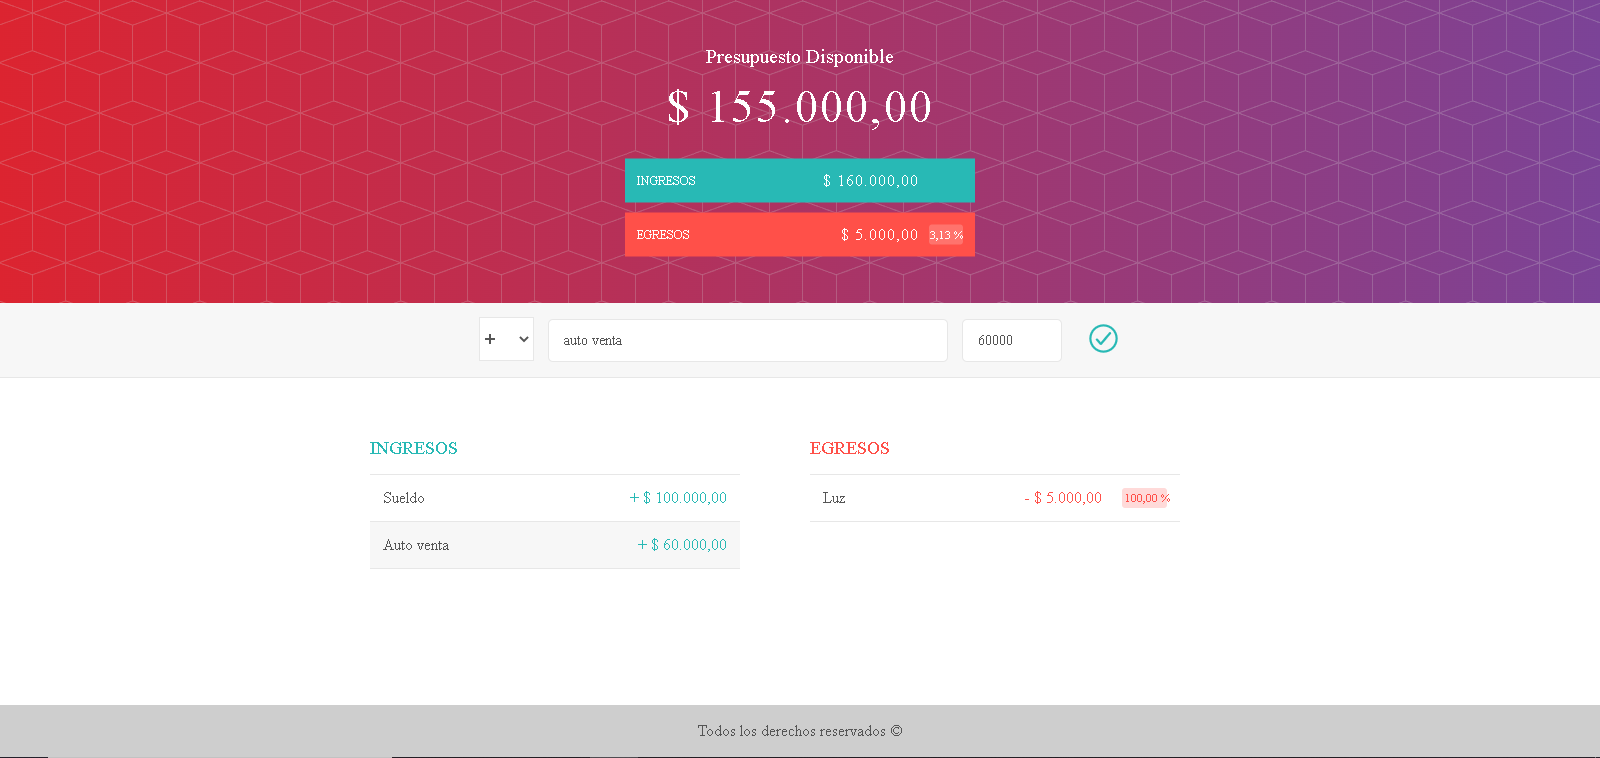 Presupuesto Disponible
$ 155.000,00
INGRESOS $ 160.000,00
EGRESOS $ 5.000,00 3,13 %
+ auto venta 60000
INGRESOS
Sueldo + $ 100.000,00
Auto venta + $ 60.000,00
EGRESOS
Luz - $ 5.000,00 100,00 %
Todos los derechos reservados ©